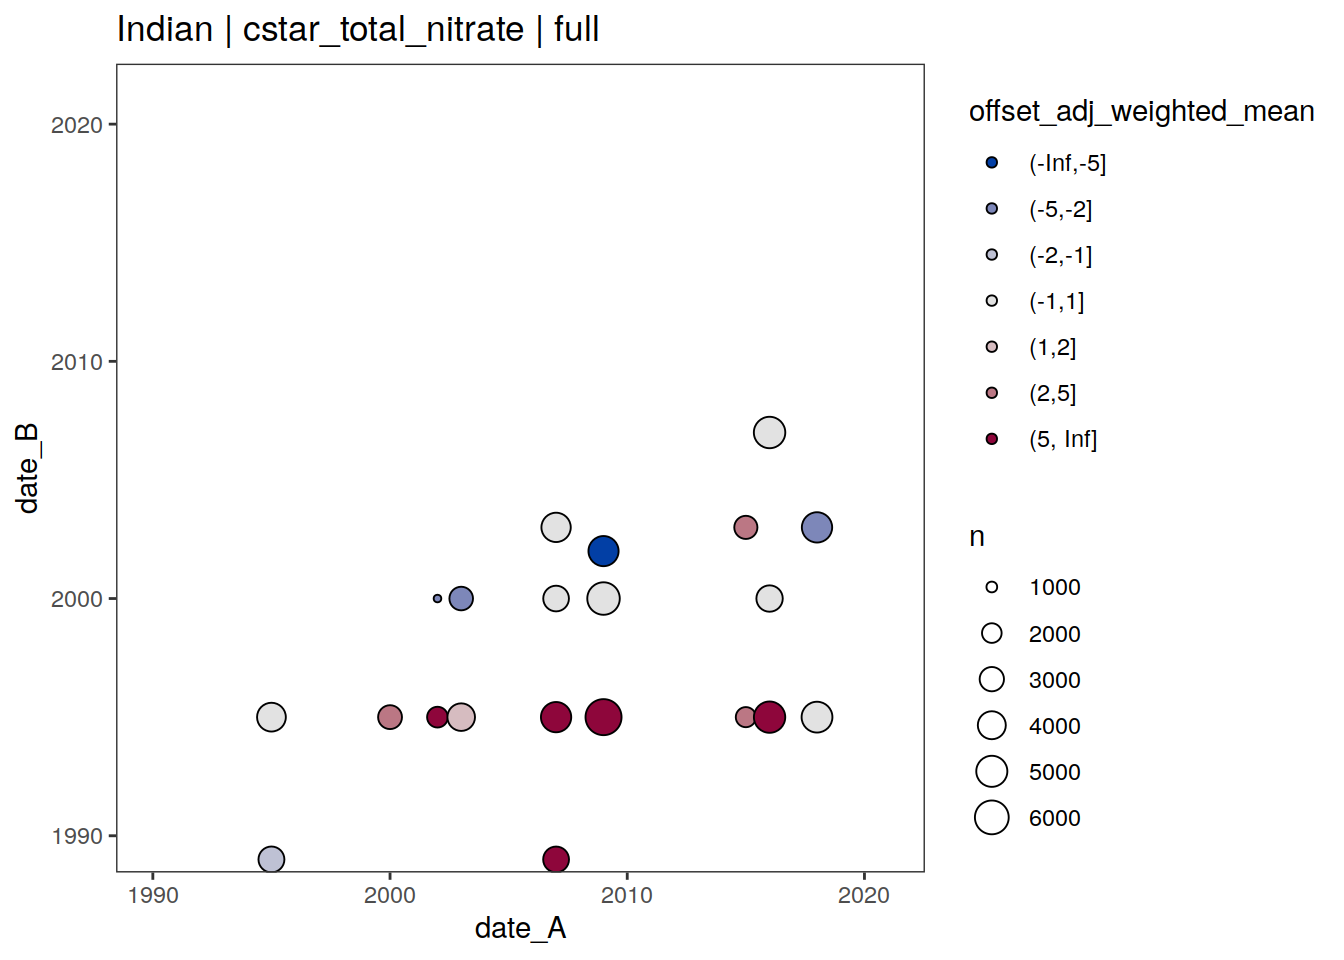 Indian | cstar_total_nitrate | full
2020
2010
2000
1990
date_B
1990
2000
2010
2020
date_A
offset_adj_weighted_mean
(-Inf,-5]
(-5,-2]
(-2,-1]
(-1,1]
(1,2]
(2,5]
(5, Inf]
n
1000
2000
3000
4000
5000
6000